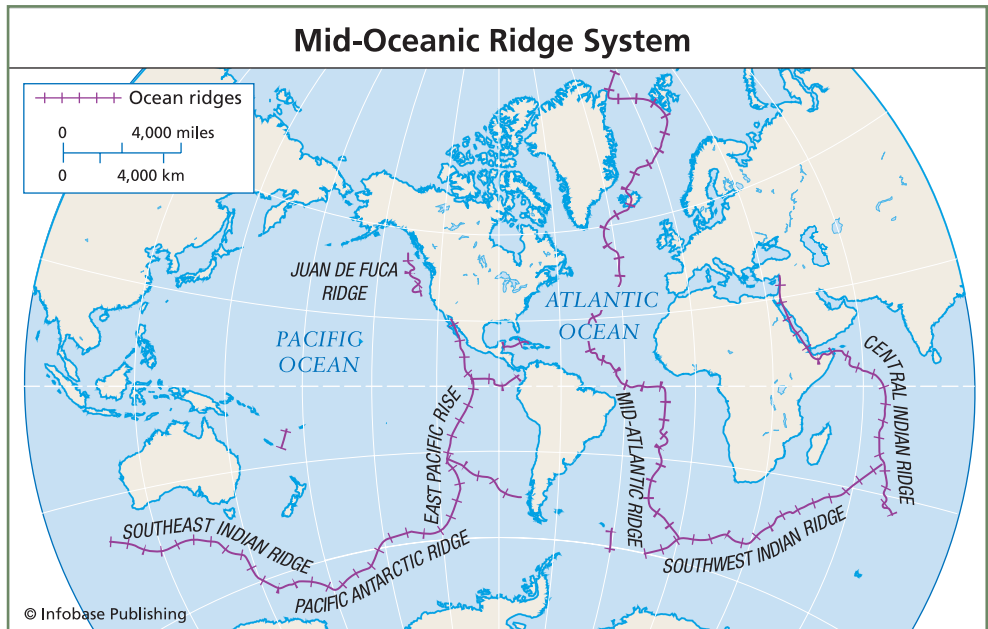 Mid-Oceanic Ridge System
Ocean ridges
0 4,000 miles
0 4,000 km
JUAN DE FUCA
RIDGE
PACIFIC
OCEAN
ATLANTIC
OCEAN
CENTRAL INDIAN RIDGE
EAST PACIFIC RISE
MID-ATLANTIC RIDGE
SOUTHEAST INDIAN RIDGE
PACIFIC ANTARCTIC RIDGE
SOUTHWEST INDIAN RIDGE
© Infobase Publishing